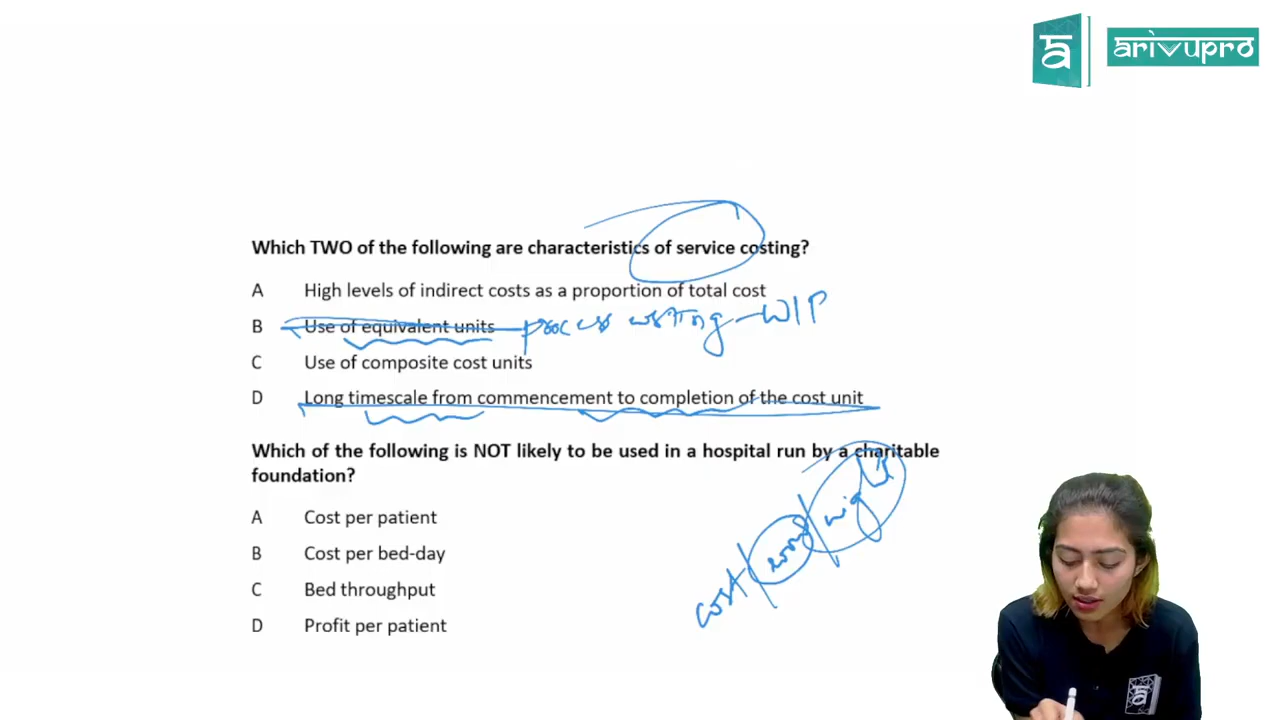 ā arivupro
Which TWO of the following are characteristics of service costing?
A High levels of indirect costs as a proportion of total cost
B Use of equivalent units process costing - WIP
C Use of composite cost units
D Long timescale from commencement to completion of the cost unit
Which of the following is NOT likely to be used in a hospital run by a charitable
foundation?
A Cost per patient
B Cost per bed-day
C Bed throughput
D Profit per patient
cost/room/night
ā